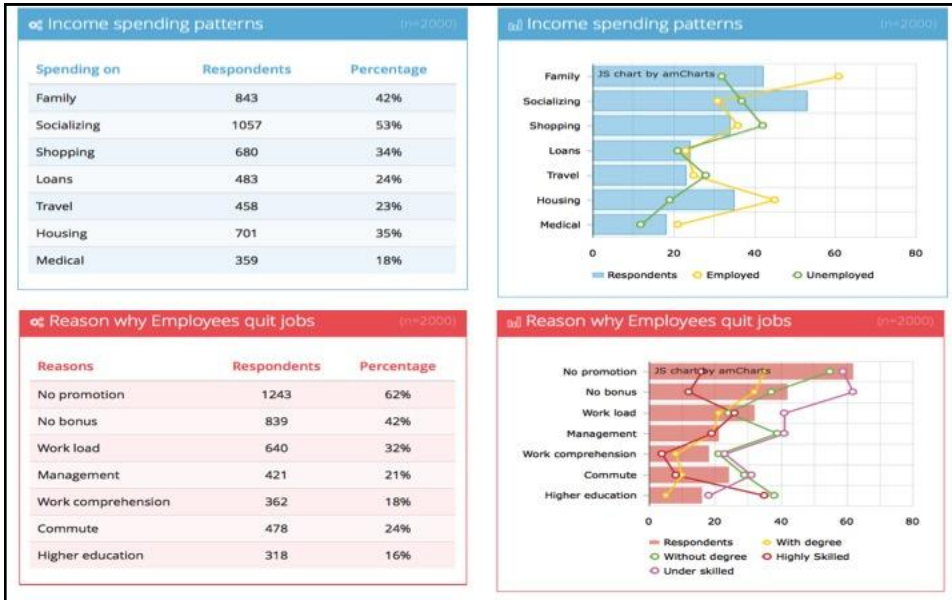 Income spending patterns (n=2000)
Spending on Respondents Percentage
Family 843 42%
Socializing 1057 53%
Shopping 680 34%
Loans 483 24%
Travel 458 23%
Housing 701 35%
Medical 359 18%
Income spending patterns (n=2000)
JS chart by amCharts
Family
Socializing
Shopping
Loans
Travel
Housing
Medical
0 20 40 60 80
Respondents Employed Unemployed
Reason why Employees quit jobs (n=2000)
Reasons Respondents Percentage
No promotion 1243 62%
No bonus 839 42%
Work load 640 32%
Management 421 21%
Work comprehension 362 18%
Commute 478 24%
Higher education 318 16%
Reason why Employees quit jobs (n=2000)
JS chart by amCharts
No promotion
No bonus
Work load
Management
Work comprehension
Commute
Higher education
0 20 40 60 80
Respondents With degree
Without degree Highly Skilled
Under skilled